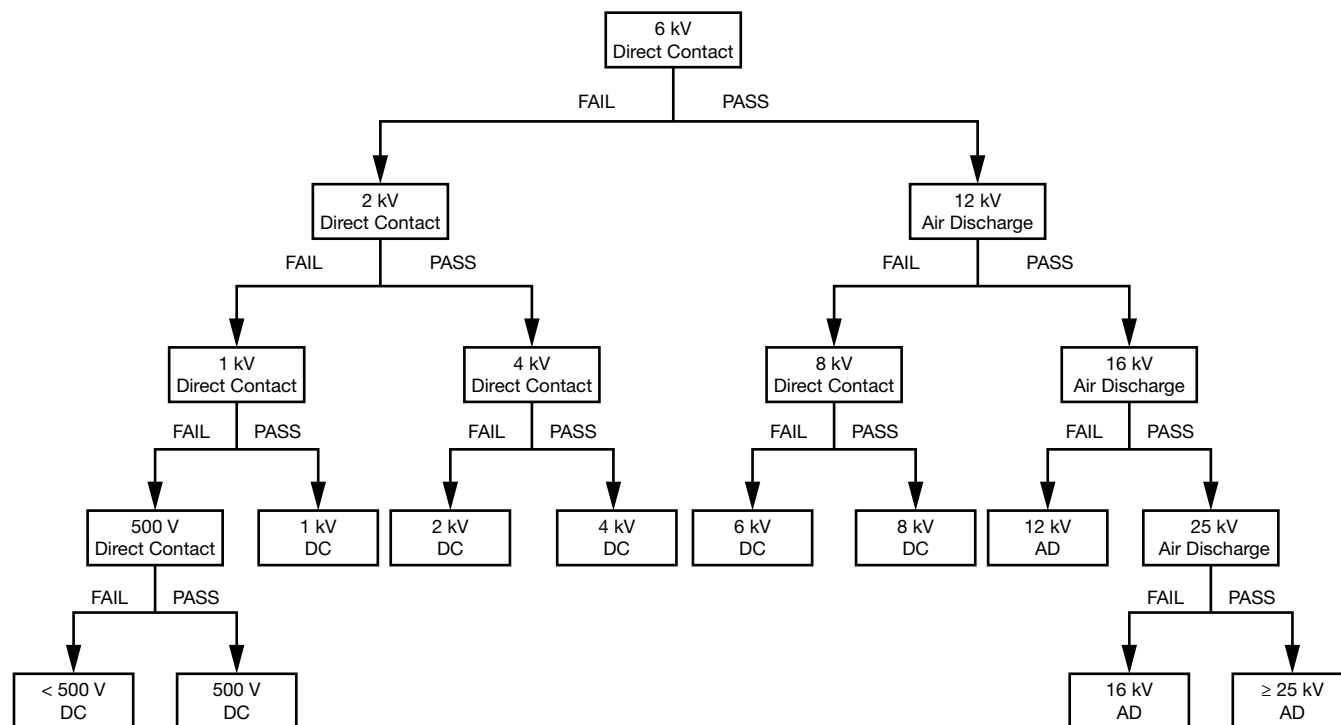 6 kV
Direct Contact
FAIL PASS
2 kV
Direct Contact
12 kV
Air Discharge
FAIL PASS
FAIL PASS
1 kV
Direct Contact
4 kV
Direct Contact
8 kV
Direct Contact
16 kV
Air Discharge
FAIL PASS
FAIL PASS
FAIL PASS
FAIL PASS
500 V
Direct Contact
1 kV
DC
2 kV
DC
4 kV
DC
6 kV
DC
8 kV
DC
12 kV
AD
25 kV
Air Discharge
FAIL PASS
FAIL PASS
< 500 V
DC
500 V
DC
16 kV
AD
≥ 25 kV
AD